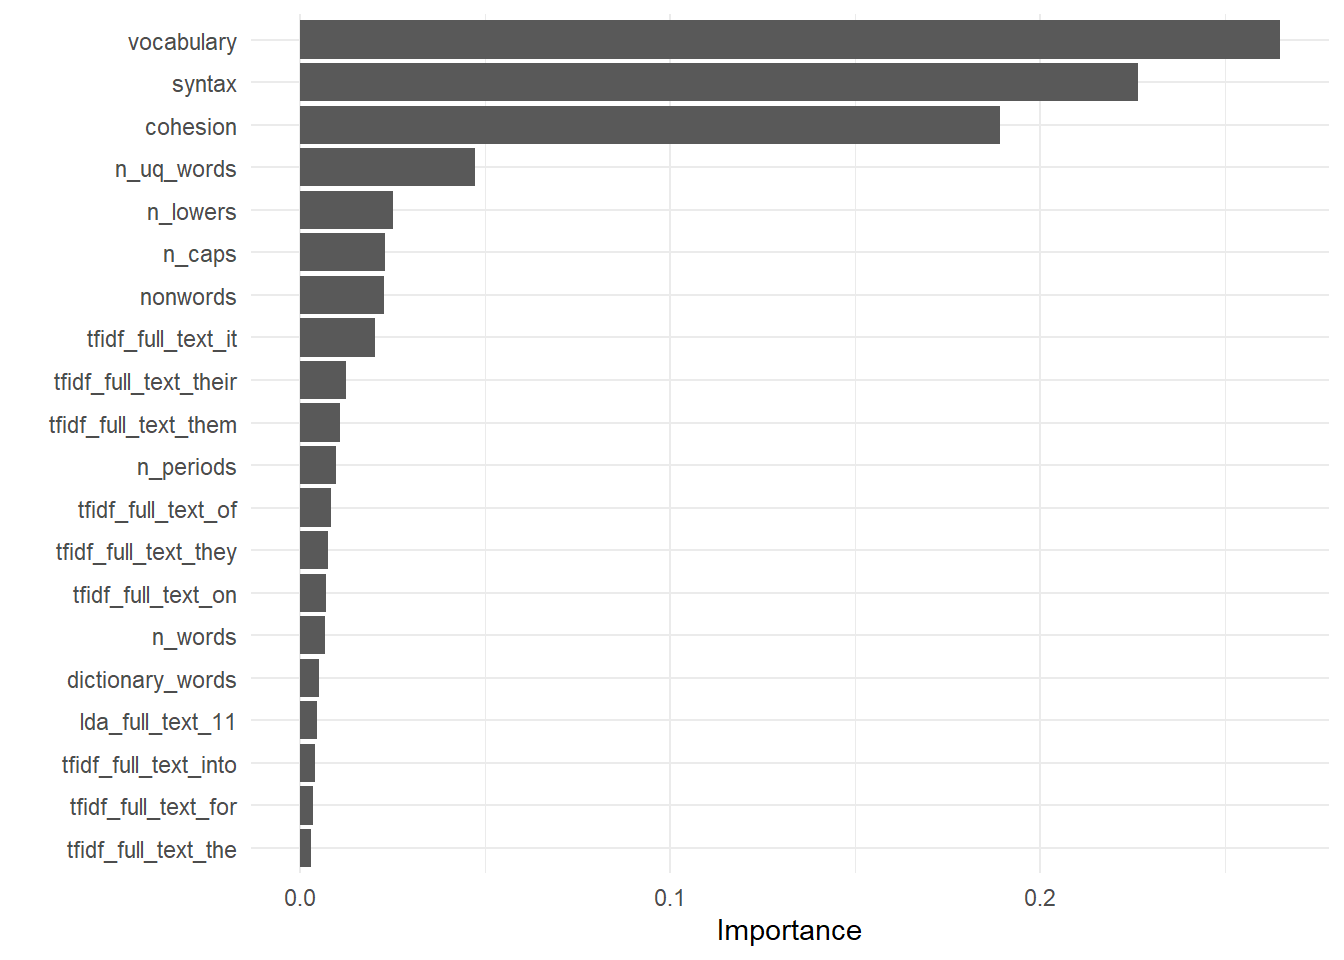 vocabulary
syntax
cohesion
n_uq_words
n_lowers
n_caps
nonwords
tfidf_full_text_it
tfidf_full_text_their
tfidf_full_text_them
n_periods
tfidf_full_text_of
tfidf_full_text_they
tfidf_full_text_on
n_words
dictionary_words
lda_full_text_11
tfidf_full_text_into
tfidf_full_text_for
tfidf_full_text_the
0.0 0.1 0.2
Importance